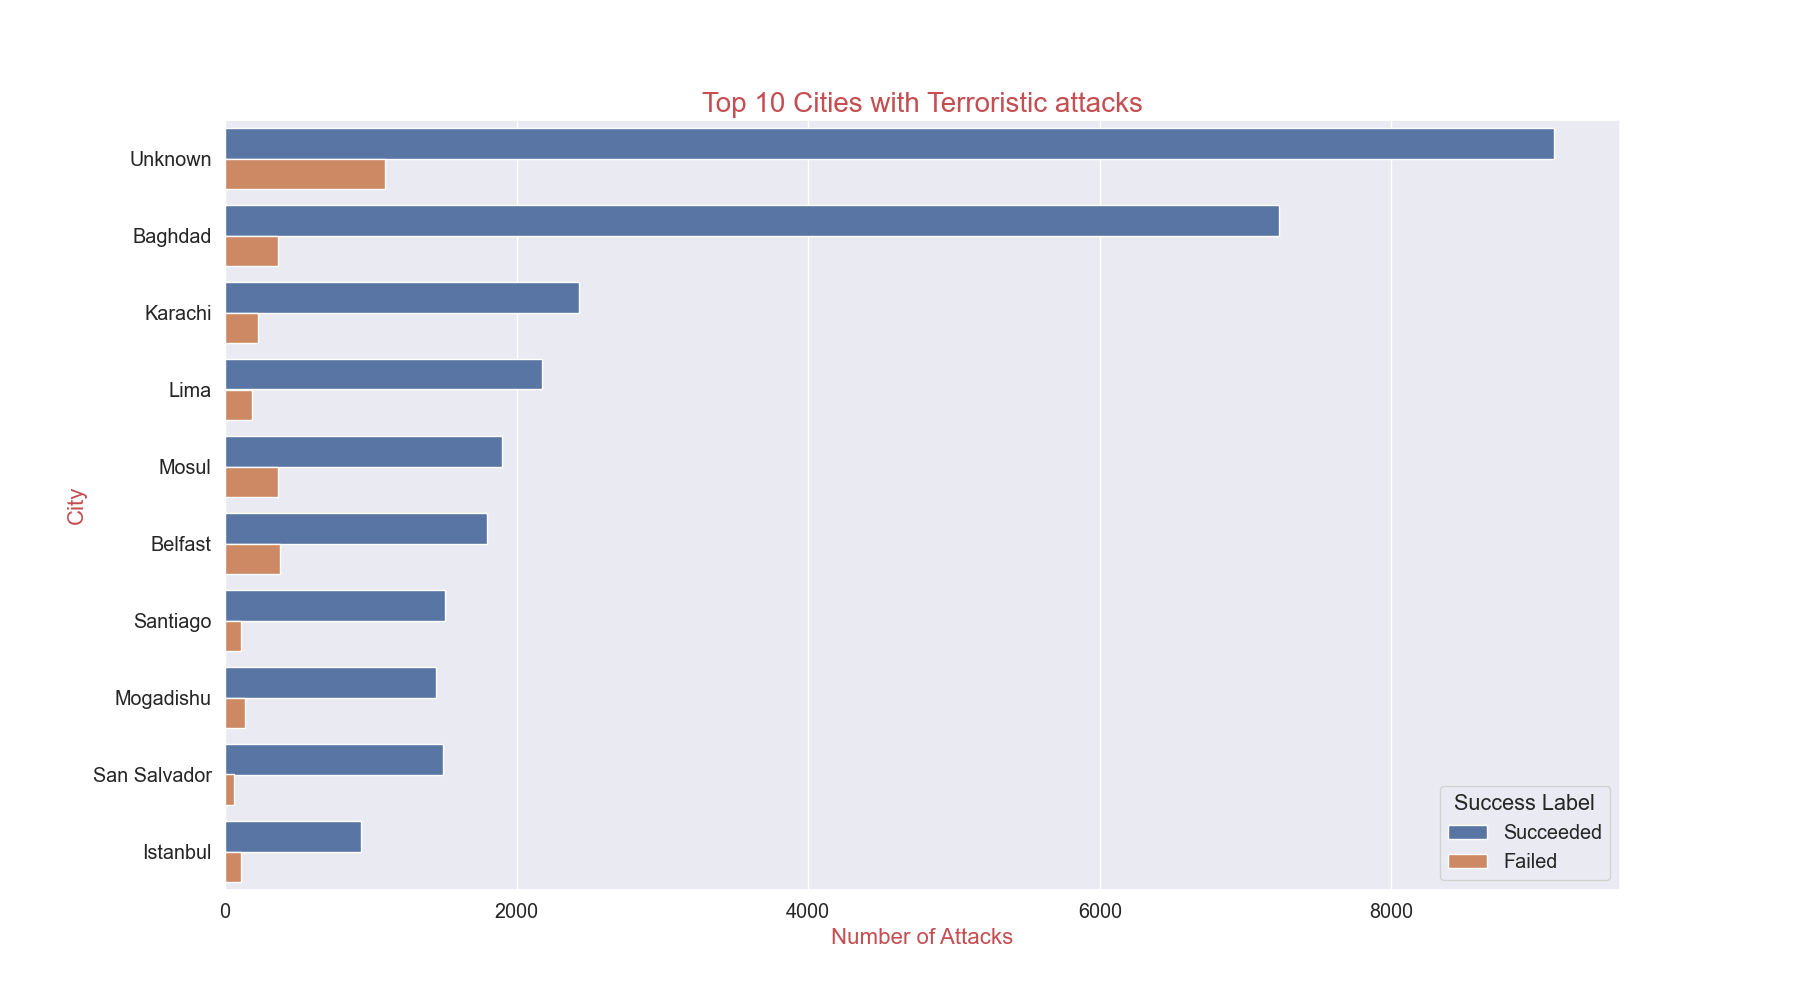 Top 10 Cities with Terroristic attacks
Unknown
Baghdad
Karachi
Lima
Mosul
Belfast
Santiago
Mogadishu
San Salvador
Istanbul
City
0 2000 4000 6000 8000
Number of Attacks
Success Label
Succeeded
Failed